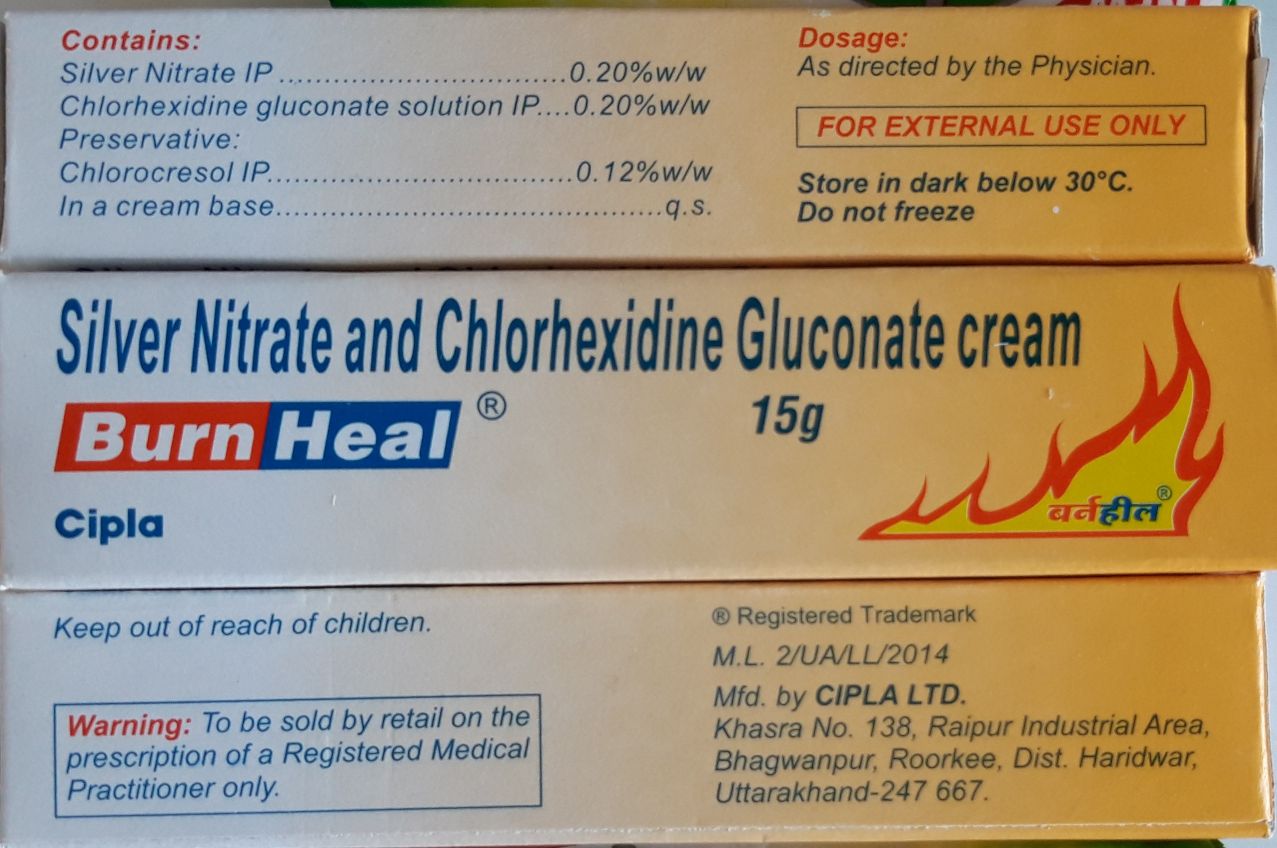 Contains:
Silver Nitrate IP ................................0.20%w/w
Chlorhexidine gluconate solution IP....0.20%w/w
Preservative:
Chlorocresol IP..................................0.12%w/w
In a cream base...........................................q.s.
Dosage:
As directed by the Physician.
FOR EXTERNAL USE ONLY
Store in dark below 30°C.
Do not freeze
Silver Nitrate and Chlorhexidine Gluconate cream
BurnHeal ®
15g
Cipla
बर्नहील ®
Keep out of reach of children.
Warning: To be sold by retail on the
prescription of a Registered Medical
Practitioner only.
® Registered Trademark
M.L. 2/UA/LL/2014
Mfd. by CIPLA LTD.
Khasra No. 138, Raipur Industrial Area,
Bhagwanpur, Roorkee, Dist. Haridwar,
Uttarakhand-247 667.